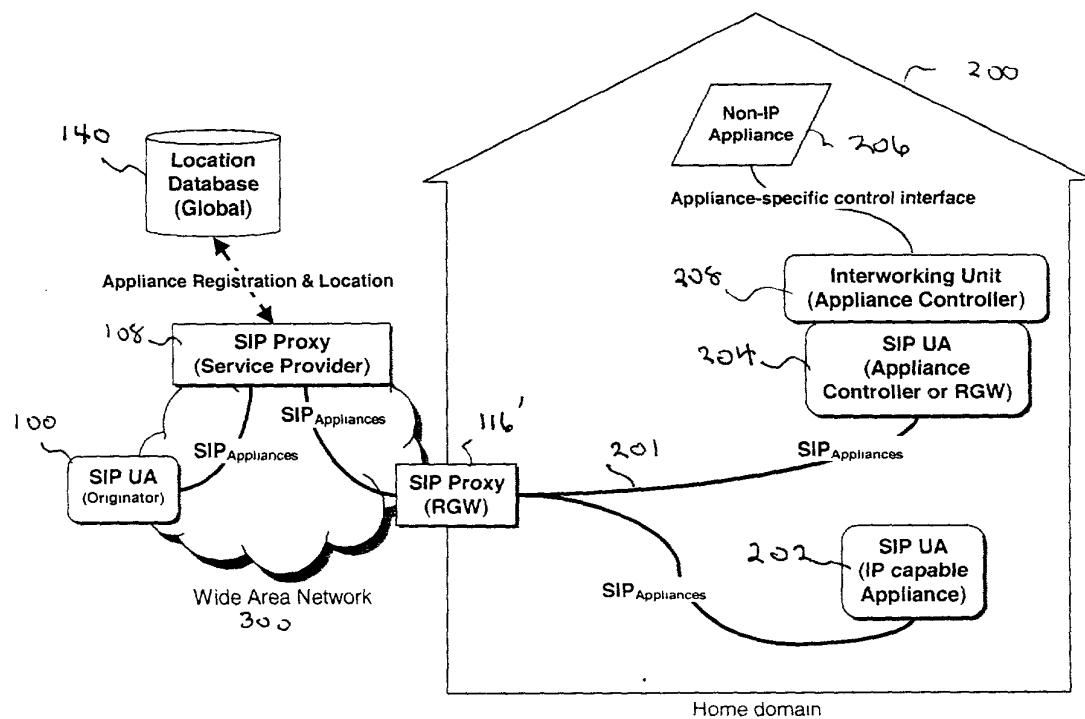 200
Non-IP
Appliance
206
140
Location
Database
(Global)
Appliance-specific control interface
Appliance Registration & Location
208
Interworking Unit
(Appliance Controller)
108
SIP Proxy
(Service Provider)
204
SIP UA
(Appliance
Controller or RGW)
100
SIP UA
(Originator)
SIPAppliances
SIPAppliances
116'
SIP Proxy
(RGW)
201
SIPAppliances
202
SIP UA
(IP capable
Appliance)
SIPAppliances
Wide Area Network
300
Home domain